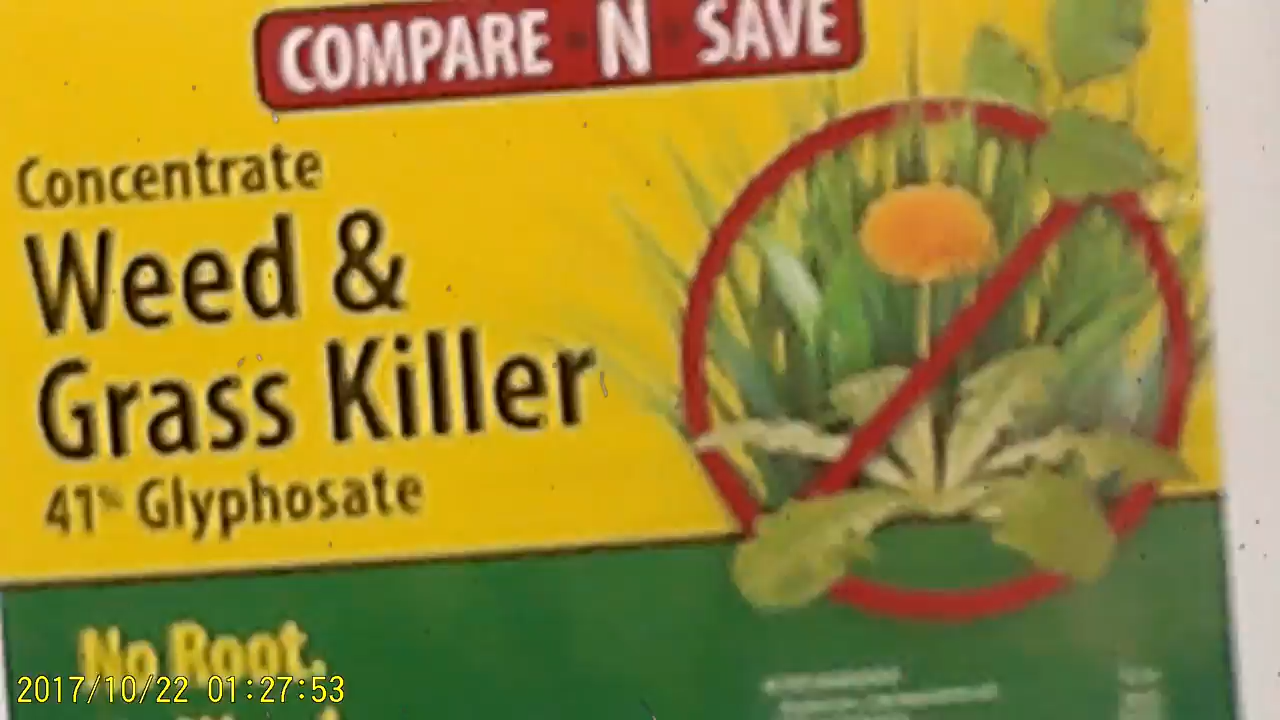 COMPARE-N-SAVE
Concentrate
Weed &
Grass Killer
41% Glyphosate
No Root,
2017/10/22 01:27:53